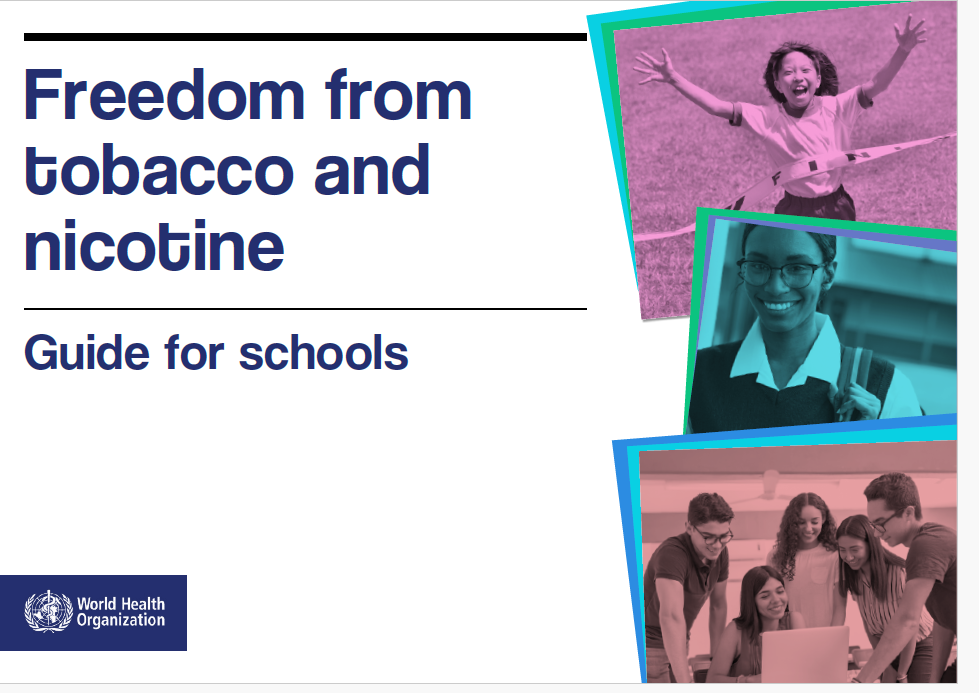 Freedom from
tobacco and
nicotine
Guide for schools
World Health
Organization